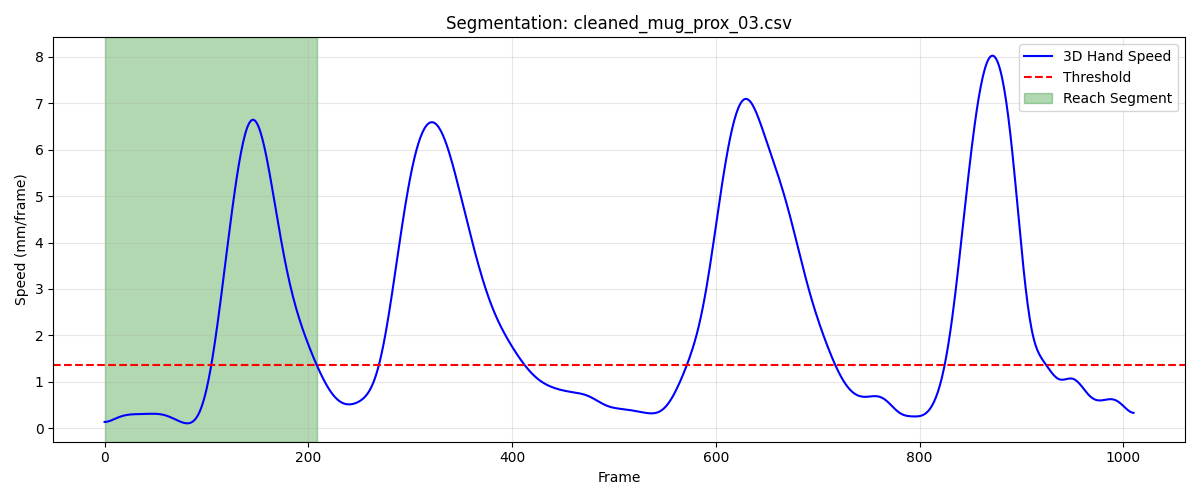 Segmentation: cleaned_mug_prox_03.csv
3D Hand Speed
Threshold
Reach Segment
Speed (mm/frame)
8
7
6
5
4
3
2
1
0
0 200 400 600 800 1000
Frame